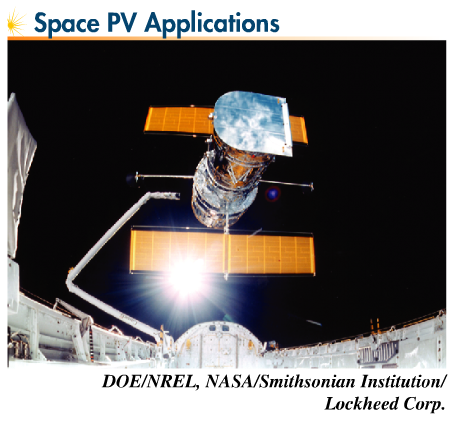 Space PV Applications
DOE/NREL, NASA/Smithsonian Institution/
Lockheed Corp.